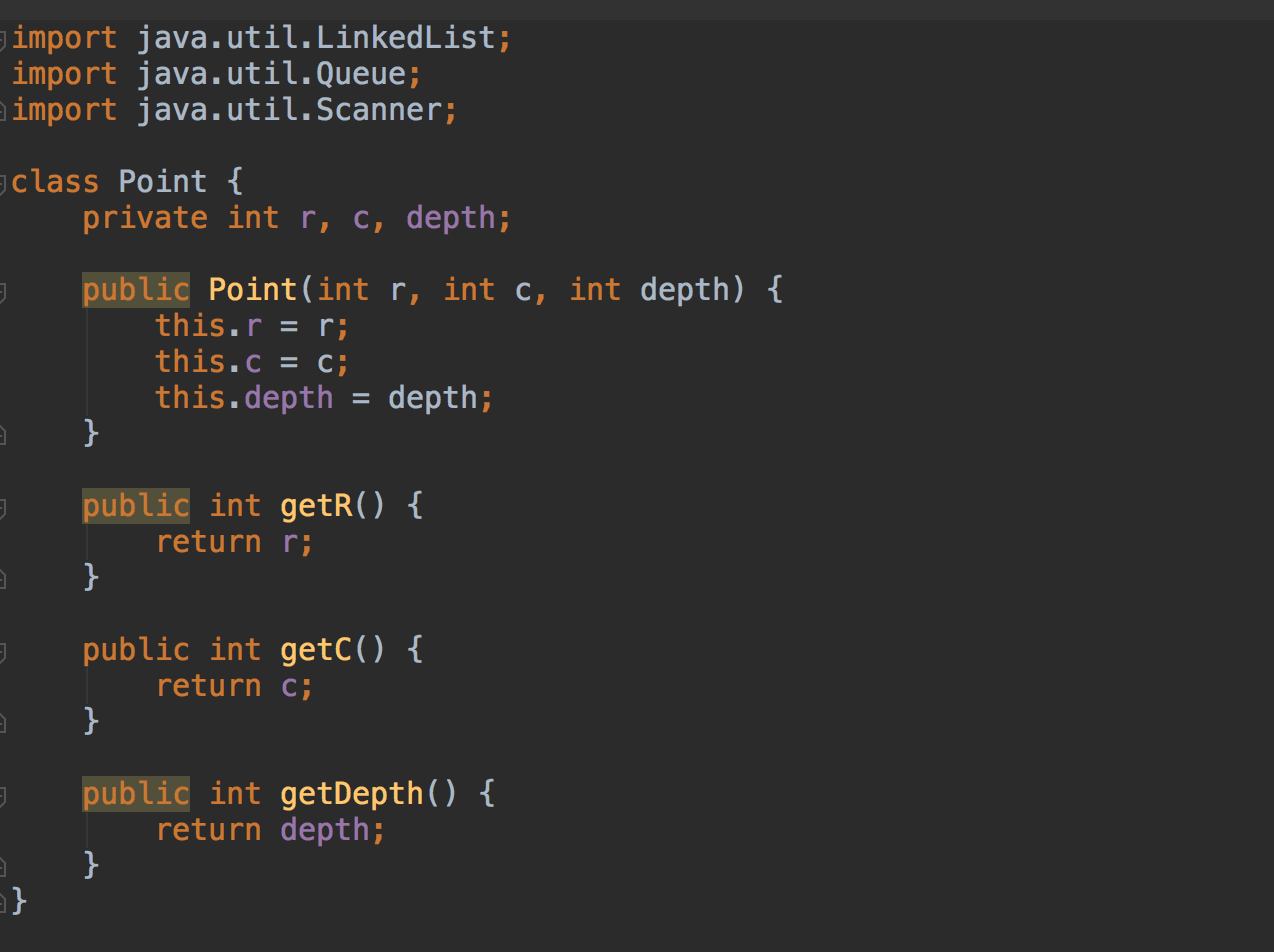 import java.util.LinkedList;
import java.util.Queue;
import java.util.Scanner;

class Point {
    private int r, c, depth;

    public Point(int r, int c, int depth) {
        this.r = r;
        this.c = c;
        this.depth = depth;
    }

    public int getR() {
        return r;
    }

    public int getC() {
        return c;
    }

    public int getDepth() {
        return depth;
    }
}